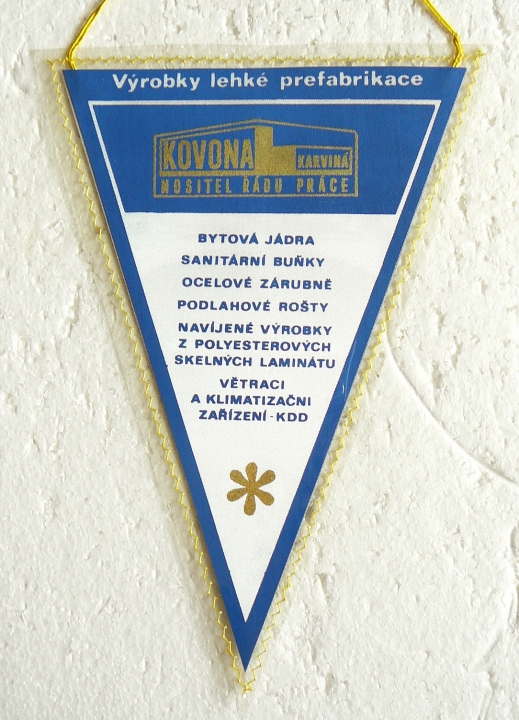 Výrobky lehké prefabrikace
KOVONA KARVINÁ
NOSITEL ŘÁDU PRÁCE
BYTOVÁ JÁDRA
SANITÁRNÍ BUŇKY
OCELOVÉ ZÁRUBNĚ
PODLAHOVÉ ROŠTY
NAVÍJENÉ VÝROBKY
Z POLYESTEROVÝCH
SKELNÝCH LAMINÁTU
VĚTRACI
A KLIMATIZAČNI
ZAŘÍZENÍ-KDD